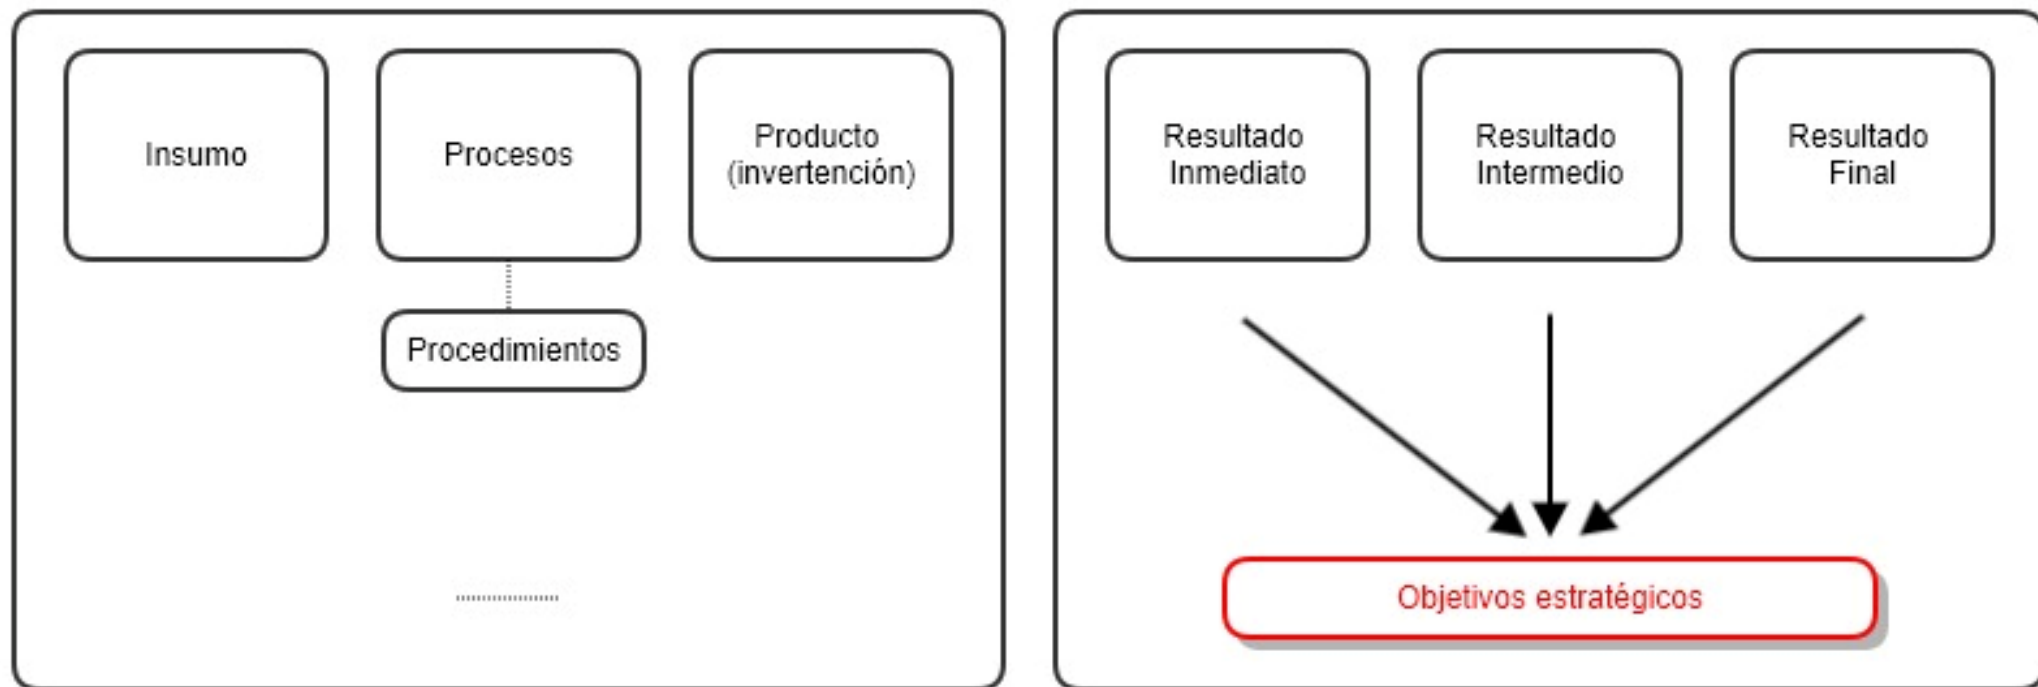 Insumo
Procesos
Producto
(invertención)
Procedimientos
Resultado
Inmediato
Resultado
Intermedio
Resultado
Final
Objetivos estratégicos